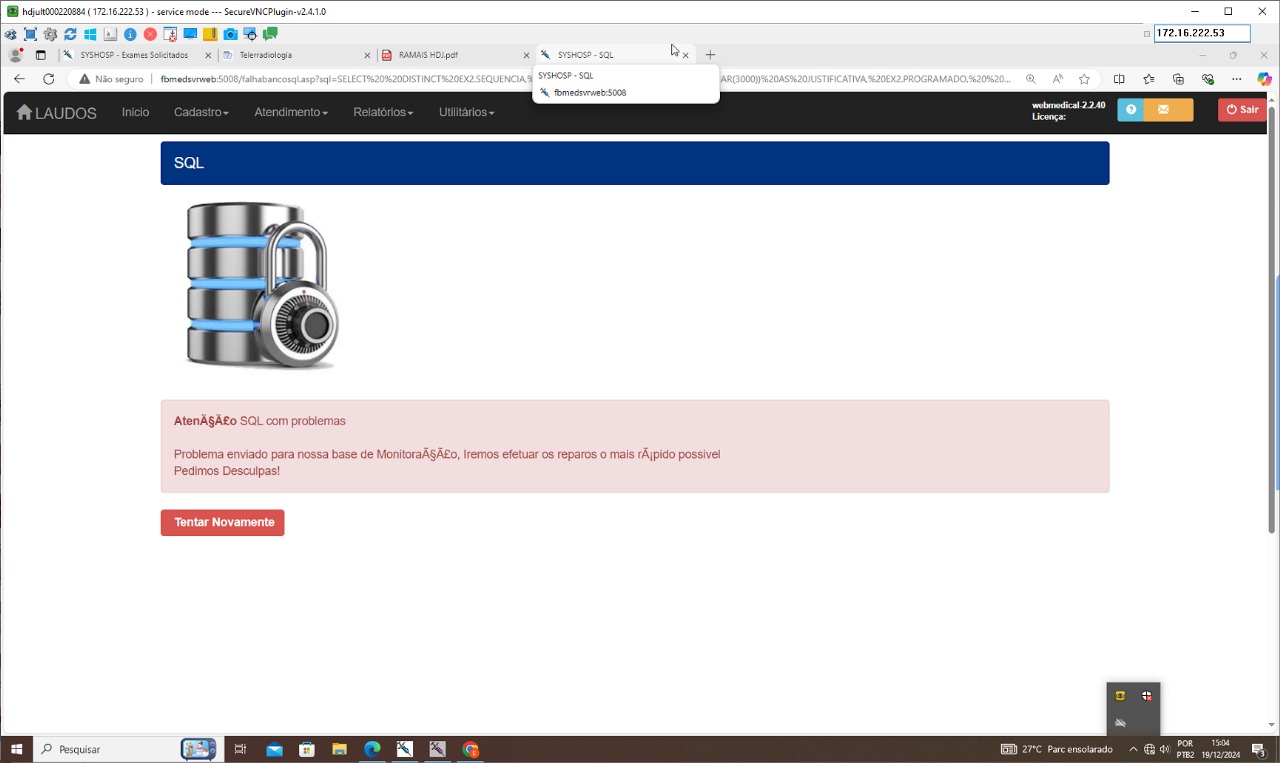 hdjult000220884 ( 172.16.222.53 ) - service mode --- SecureVNCPlugin-v2.4.1.0
172.16.222.53
SYSHOSP - Exames Solicitados
Telerradiologia
RAMAIS HDJ.pdf
SYSHOSP - SQL
Não seguro
fbmedsvrweb:5008/falhabancosql.asp?sql=SELECT%20%20DISTINCT%20EX2.SEQUENCIA,%
AR(3000))%20AS%20JUSTIFICATIVA,%20EX2.PROGRAMADO,%20%20...
SYSHOSP - SQL
fbmedsvrweb:5008
LAUDOS
Inicio
Cadastro
Atendimento
Relatórios
Utilitários
webmedical-2.2.40
Licença:
Sair
SQL
AtenÃ§Ã£o SQL com problemas
Problema enviado para nossa base de MonitoraÃ§Ã£o, Iremos efetuar os reparos o mais rÃ¡pido possivel
Pedimos Desculpas!
Tentar Novamente
Pesquisar
27°C Parc ensolarado
POR
PTB2
15:04
19/12/2024
3